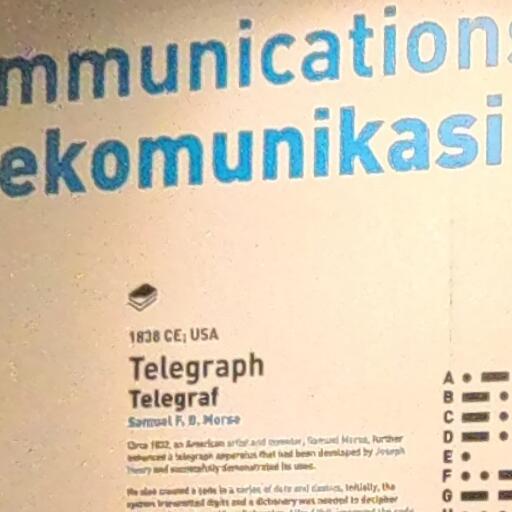 mmunications
ekomunikasi
1838 CE, USA
Telegraph
Telegraf
Samuel F. B. Morse
Circa 1832, an American artist and inventor, Samuel Morse, further
enhanced a telegraph apparatus that had been developed by Joseph
Henry and successfully demonstrated its uses.
He also created a code in a series of dots and dashes. Initially, the
system transmitted digits and a dictionary was needed to decipher
A
B
C
D
E
F
G